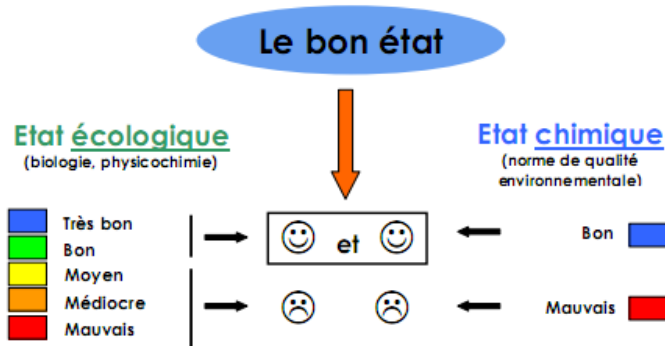 Le bon état
Etat écologique
(biologie, physicochimie)
Etat chimique
(norme de qualité
environnementale)
Très bon
Bon
Moyen
Médiocre
Mauvais
et
Bon
Mauvais